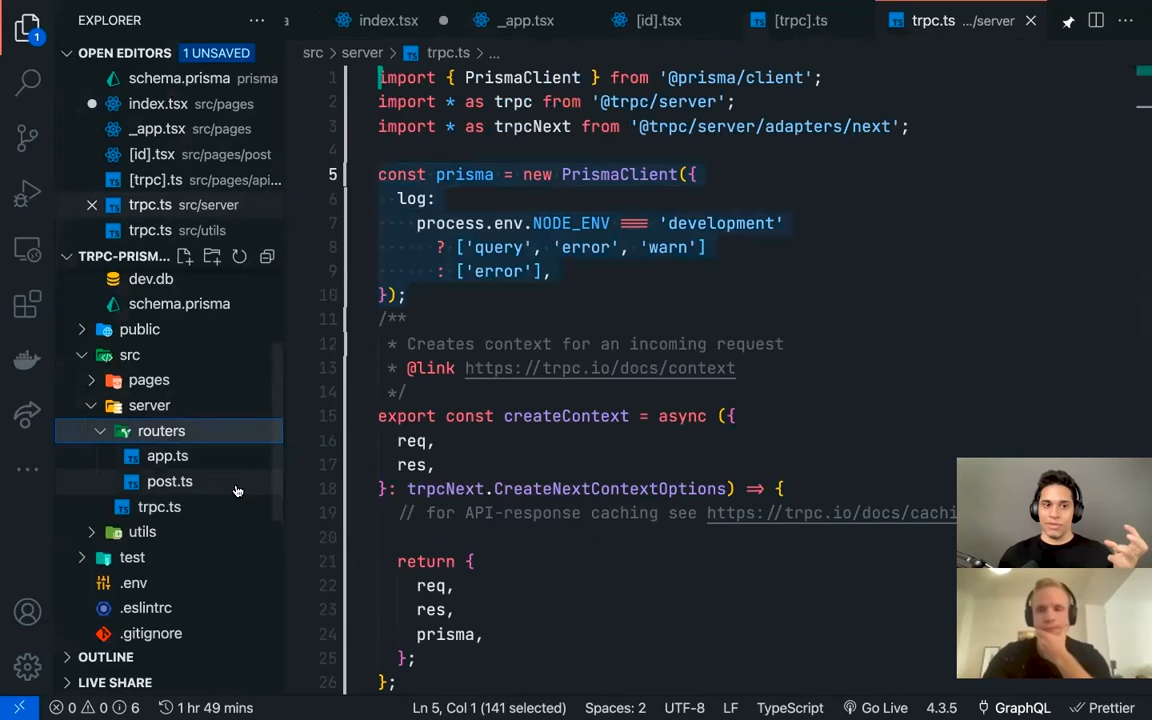 EXPLORER
index.tsx
_app.tsx
[id].tsx
[trpc].ts
trpc.ts .../server
1
OPEN EDITORS
1 UNSAVED
schema.prisma prisma
index.tsx src/pages
_app.tsx src/pages
[id].tsx src/pages/post
[trpc].ts src/pages/api...
trpc.ts src/server
trpc.ts src/utils
TRPC-PRISM...
dev.db
schema.prisma
public
src
pages
server
routers
app.ts
post.ts
trpc.ts
utils
test
.env
.eslintrc
.gitignore
OUTLINE
LIVE SHARE
src > server > trpc.ts > ...
1 import { PrismaClient } from '@prisma/client';
2 import * as trpc from '@trpc/server';
3 import * as trpcNext from '@trpc/server/adapters/next';
4
5 const prisma = new PrismaClient({
6 log:
7 process.env.NODE_ENV === 'development'
8 ? ['query', 'error', 'warn']
9 : ['error'],
10 });
11 /**
12 * Creates context for an incoming request
13 * @link https://trpc.io/docs/context
14 */
15 export const createContext = async ({
16 req,
17 res,
18 }: trpcNext.CreateNextContextOptions) => {
19 // for API-response caching see https://trpc.io/docs/cachi
20
21 return {
22 req,
23 res,
24 prisma,
25 };
26 };
0 0 6 1 hr 49 mins Ln 5, Col 1 (141 selected) Spaces: 2 UTF-8 LF TypeScript Go Live 4.3.5 GraphQL Prettier